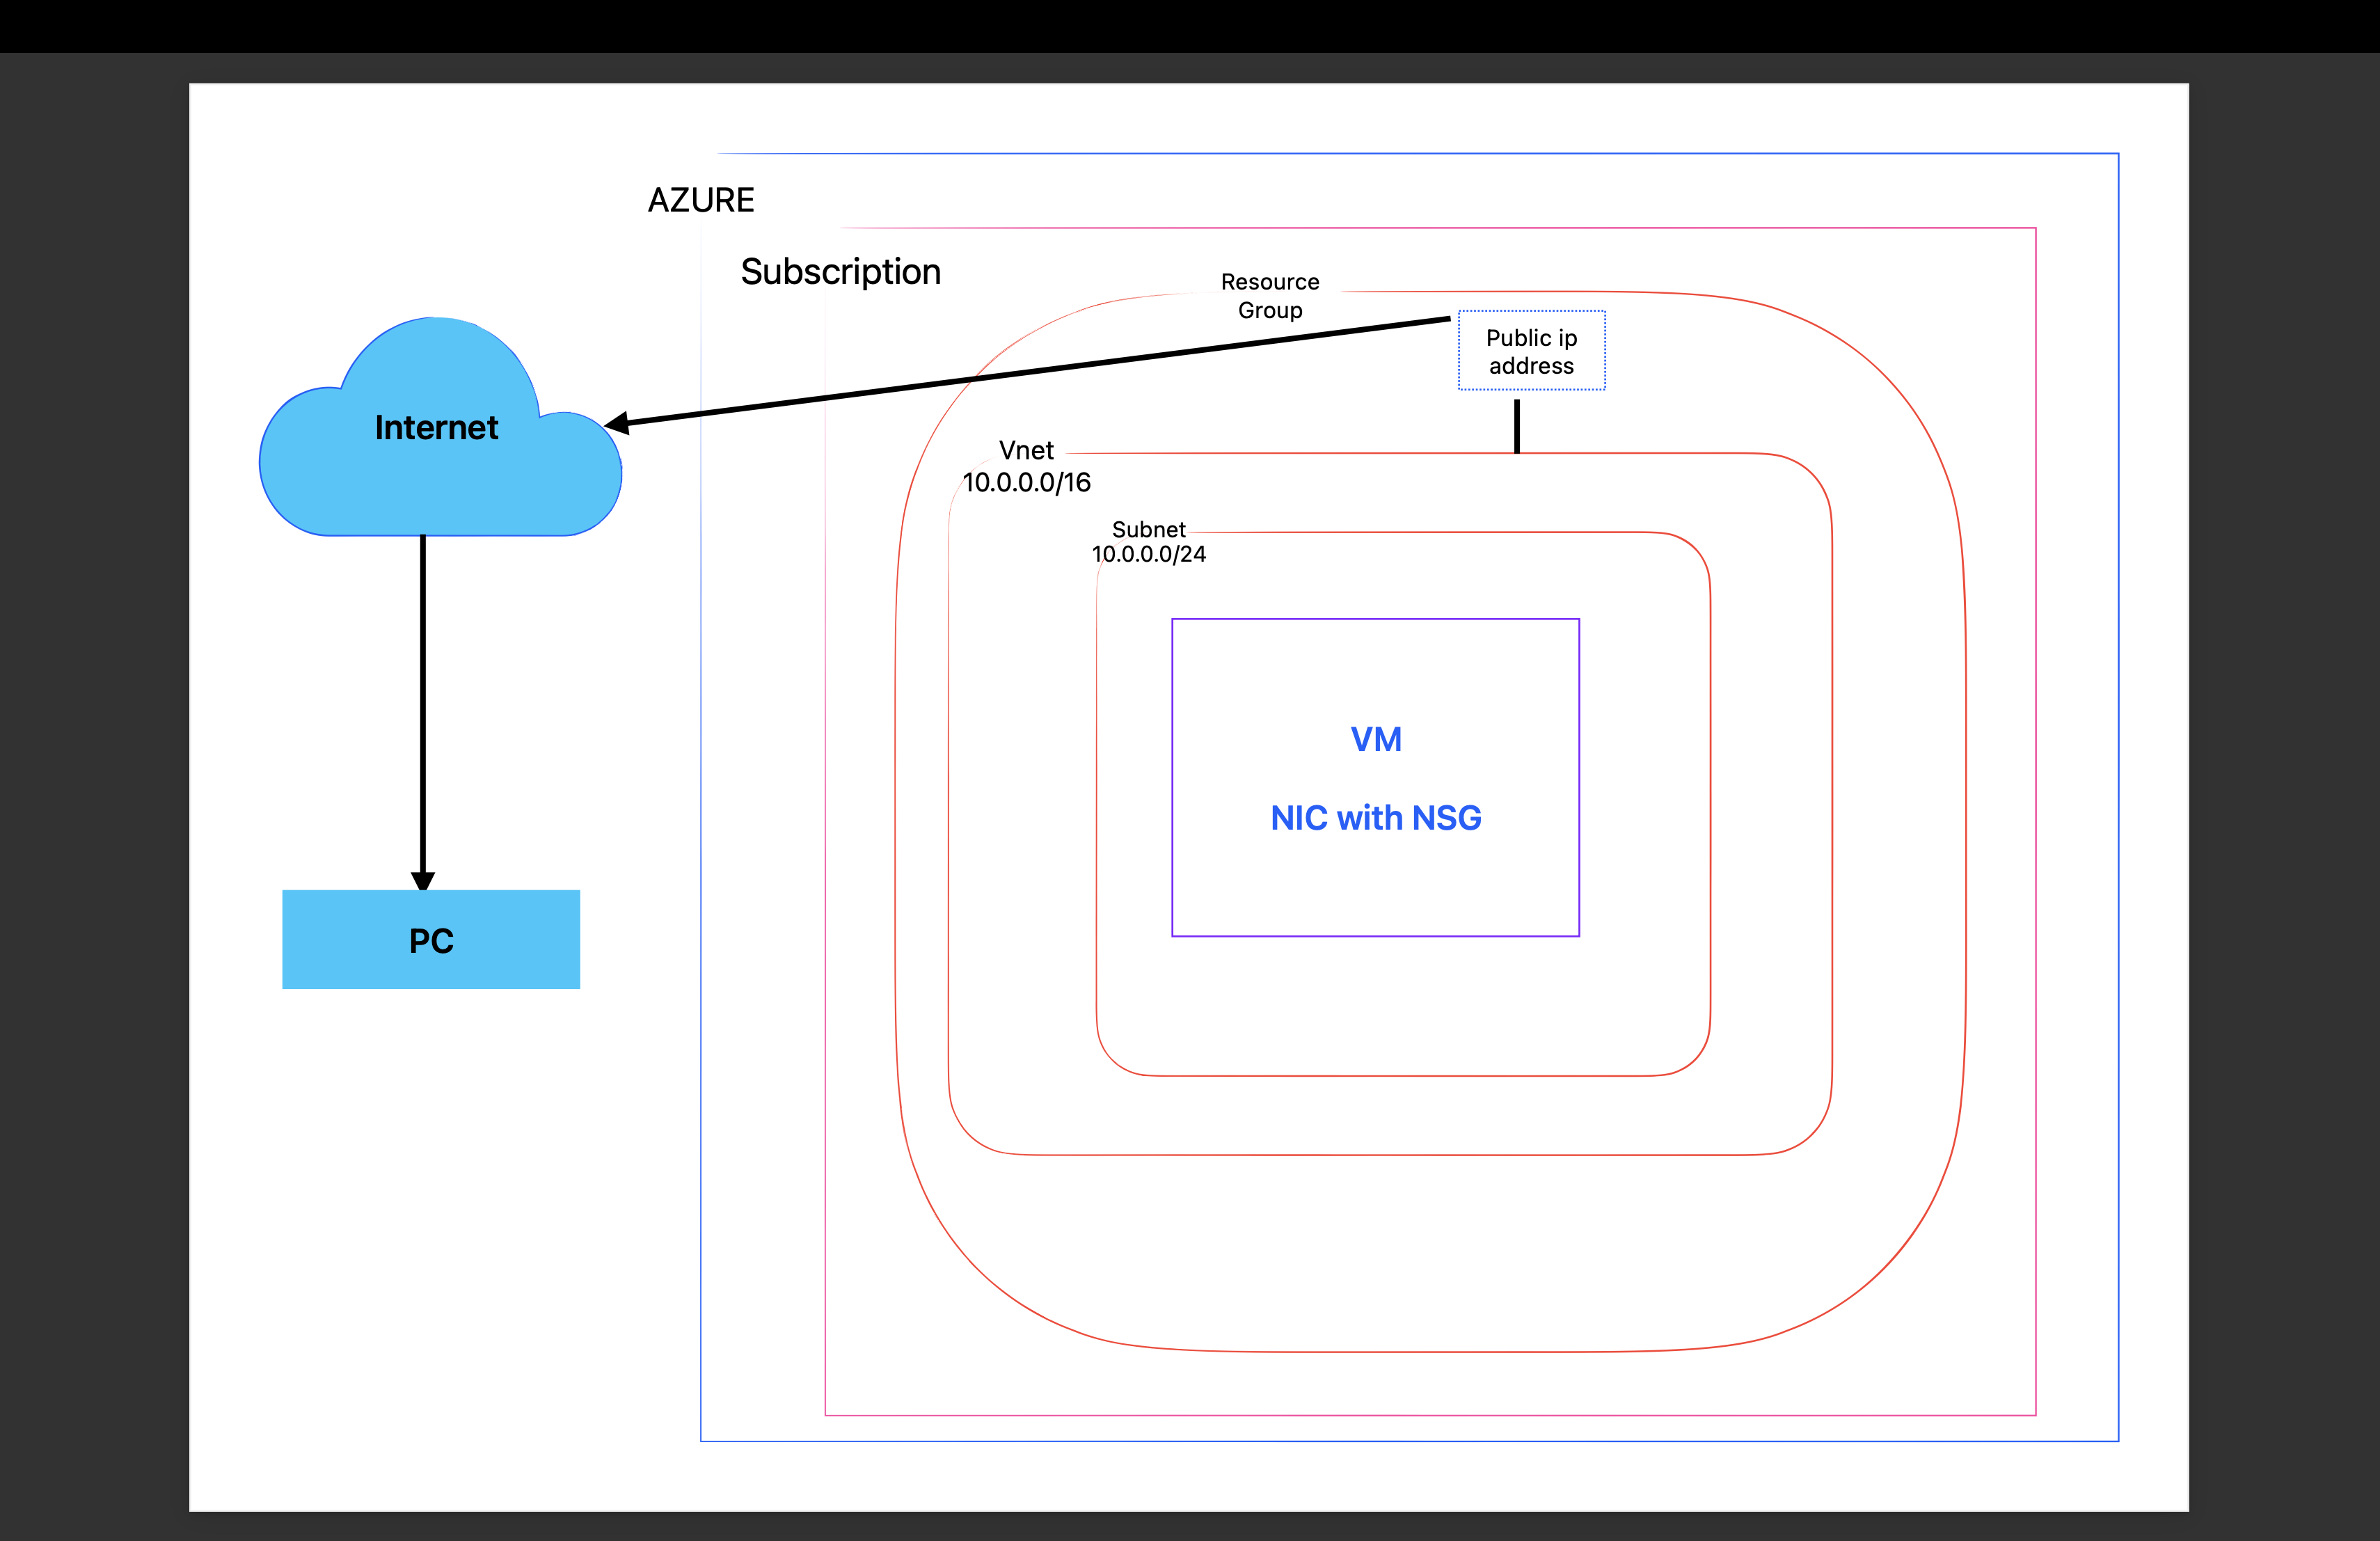 AZURE
Subscription
Resource
Group
Public ip
address
Internet
Vnet
10.0.0.0/16
Subnet
10.0.0.0/24
VM
NIC with NSG
PC